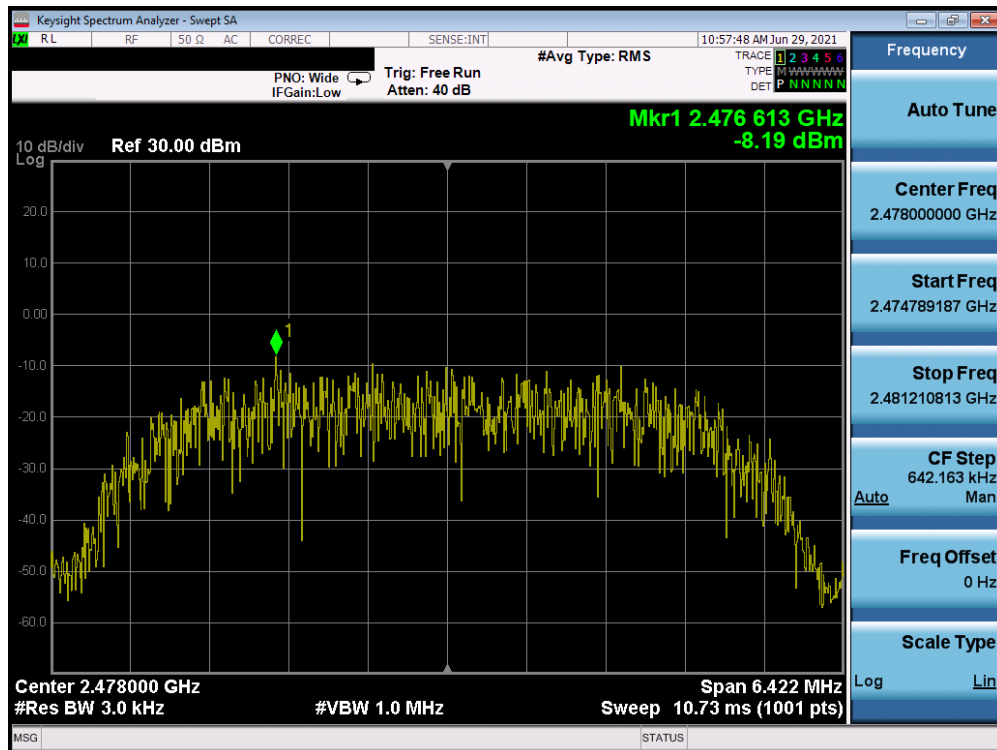 Keysight Spectrum Analyzer - Swept SA
LXI RL RF 50 Ω AC CORREC SENSE:INT 10:57:48 AM Jun 29, 2021
#Avg Type: RMS TRACE 1 2 3 4 5 6
PNO: Wide Trig: Free Run TYPE M W W W W W
IFGain:Low Atten: 40 dB DET P N N N N N
Mkr1 2.476 613 GHz
-8.19 dBm
10 dB/div Ref 30.00 dBm
Log
20.0
10.0
0.00
1
-10.0
-20.0
-30.0
-40.0
-50.0
-60.0
Center 2.478000 GHz Span 6.422 MHz
#Res BW 3.0 kHz #VBW 1.0 MHz Sweep 10.73 ms (1001 pts)
MSG STATUS
Frequency
Auto Tune
Center Freq
2.478000000 GHz
Start Freq
2.474789187 GHz
Stop Freq
2.481210813 GHz
CF Step
642.163 kHz
Auto Man
Freq Offset
0 Hz
Scale Type
Log Lin